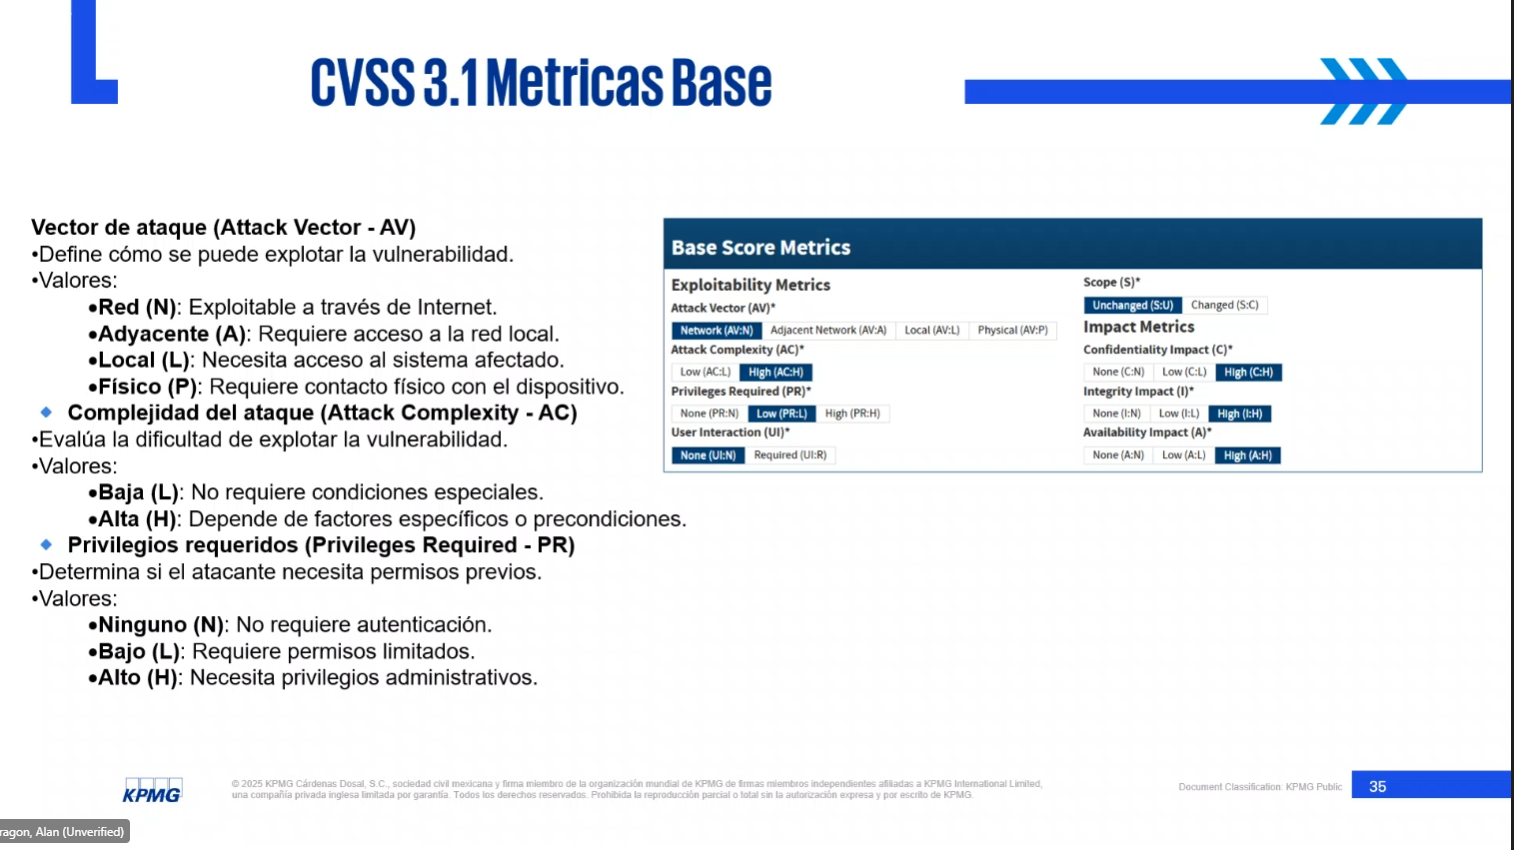 CVSS 3.1 Metricas Base
Vector de ataque (Attack Vector - AV)
•Define cómo se puede explotar la vulnerabilidad.
•Valores:
•Red (N): Exploitable a través de Internet.
•Adyacente (A): Requiere acceso a la red local.
•Local (L): Necesita acceso al sistema afectado.
•Físico (P): Requiere contacto físico con el dispositivo.
Complejidad del ataque (Attack Complexity - AC)
•Evalúa la dificultad de explotar la vulnerabilidad.
•Valores:
•Baja (L): No requiere condiciones especiales.
•Alta (H): Depende de factores específicos o precondiciones.
Privilegios requeridos (Privileges Required - PR)
•Determina si el atacante necesita permisos previos.
•Valores:
•Ninguno (N): No requiere autenticación.
•Bajo (L): Requiere permisos limitados.
•Alto (H): Necesita privilegios administrativos.
Base Score Metrics
Exploitability Metrics
Attack Vector (AV)*
Network (AV:N) Adjacent Network (AV:A) Local (AV:L) Physical (AV:P)
Attack Complexity (AC)*
Low (AC:L) High (AC:H)
Privileges Required (PR)*
None (PR:N) Low (PR:L) High (PR:H)
User Interaction (UI)*
None (UI:N) Required (UI:R)
Scope (S)*
Unchanged (S:U) Changed (S:C)
Impact Metrics
Confidentiality Impact (C)*
None (C:N) Low (C:L) High (C:H)
Integrity Impact (I)*
None (I:N) Low (I:L) High (I:H)
Availability Impact (A)*
None (A:N) Low (A:L) High (A:H)
KPMG
© 2025 KPMG Cárdenas Dosal, S.C., sociedad civil mexicana y firma miembro de la organización mundial de KPMG de firmas miembros independientes afiliadas a KPMG International Limited,
una compañía privada inglesa limitada por garantía. Todos los derechos reservados. Prohibida la reproducción parcial o total sin la autorización expresa y por escrito de KPMG.
Document Classification: KPMG Public
35
ragon, Alan (Unverified)